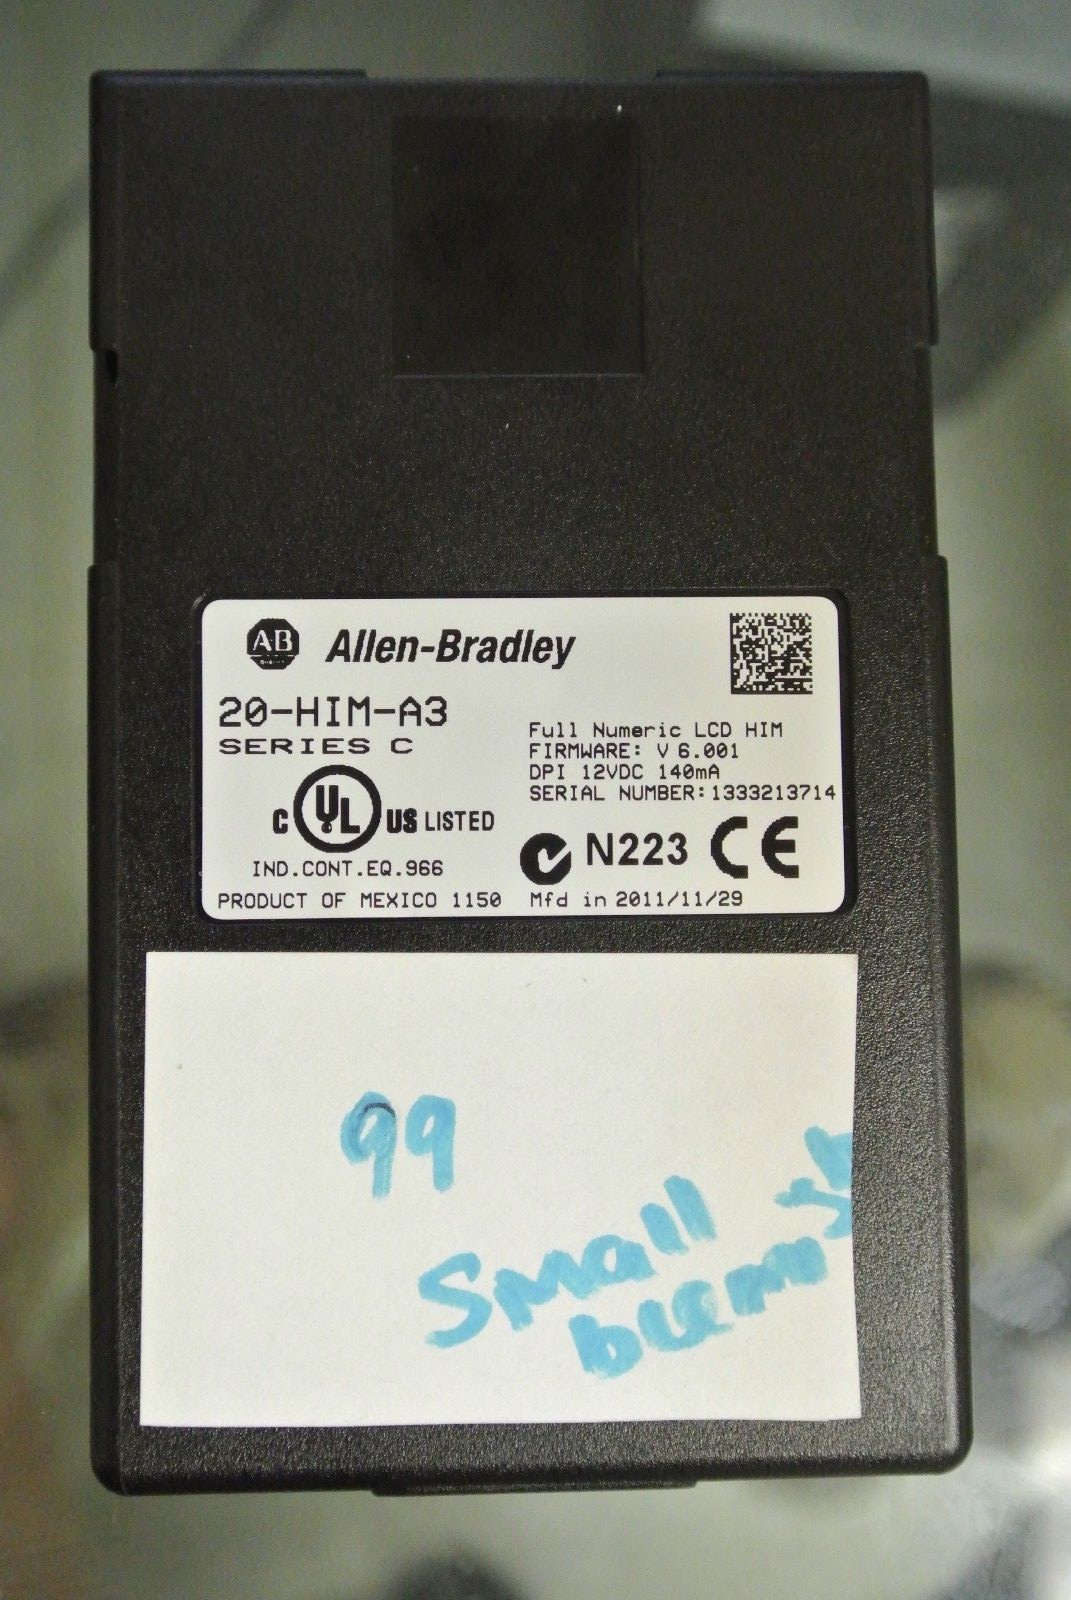 AB
Allen-Bradley
20-HIM-A3
SERIES C
Full Numeric LCD HIM
FIRMWARE: V 6.001
DPI 12VDC 140mA
SERIAL NUMBER:1333213714
C UL US LISTED
N223 CE
IND.CONT.EQ.966
PRODUCT OF MEXICO 1150 Mfd in 2011/11/29
99
Small
blemish